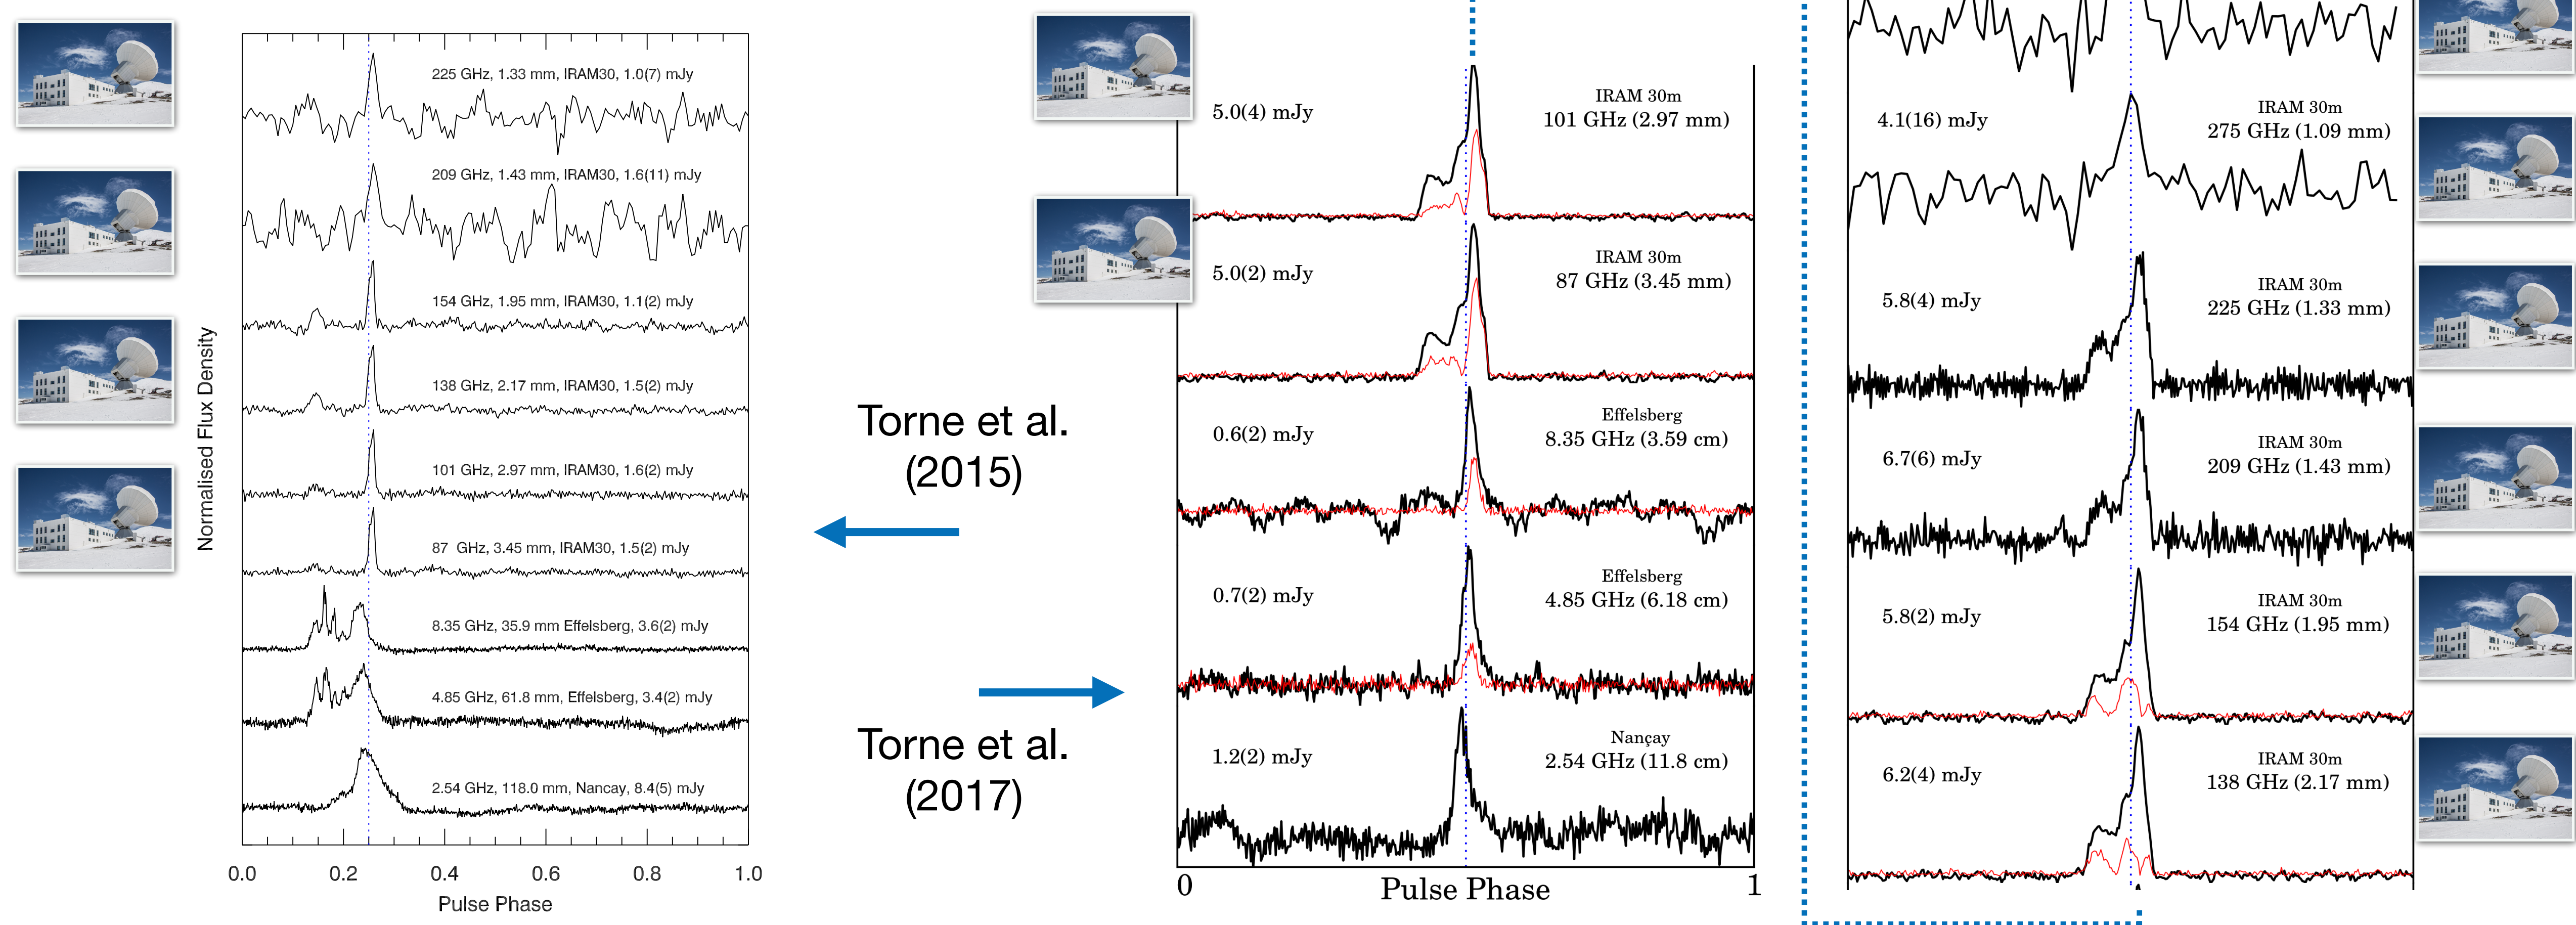 225 GHz, 1.33 mm, IRAM30, 1.0(7) mJy
209 GHz, 1.43 mm, IRAM30, 1.6(11) mJy
154 GHz, 1.95 mm, IRAM30, 1.1(2) mJy
138 GHz, 2.17 mm, IRAM30, 1.5(2) mJy
101 GHz, 2.97 mm, IRAM30, 1.6(2) mJy
87 GHz, 3.45 mm, IRAM30, 1.5(2) mJy
8.35 GHz, 35.9 mm Effelsberg, 3.6(2) mJy
4.85 GHz, 61.8 mm, Effelsberg, 3.4(2) mJy
2.54 GHz, 118.0 mm, Nancay, 8.4(5) mJy
Normalised Flux Density
0.0 0.2 0.4 0.6 0.8 1.0
Pulse Phase
Torne et al.
(2015)
Torne et al.
(2017)
IRAM 30m
5.0(4) mJy 101 GHz (2.97 mm)
IRAM 30m
5.0(2) mJy 87 GHz (3.45 mm)
Effelsberg
0.6(2) mJy 8.35 GHz (3.59 cm)
Effelsberg
0.7(2) mJy 4.85 GHz (6.18 cm)
Nançay
1.2(2) mJy 2.54 GHz (11.8 cm)
0 Pulse Phase 1
IRAM 30m
4.1(16) mJy 275 GHz (1.09 mm)
IRAM 30m
5.8(4) mJy 225 GHz (1.33 mm)
IRAM 30m
6.7(6) mJy 209 GHz (1.43 mm)
IRAM 30m
5.8(2) mJy 154 GHz (1.95 mm)
IRAM 30m
6.2(4) mJy 138 GHz (2.17 mm)